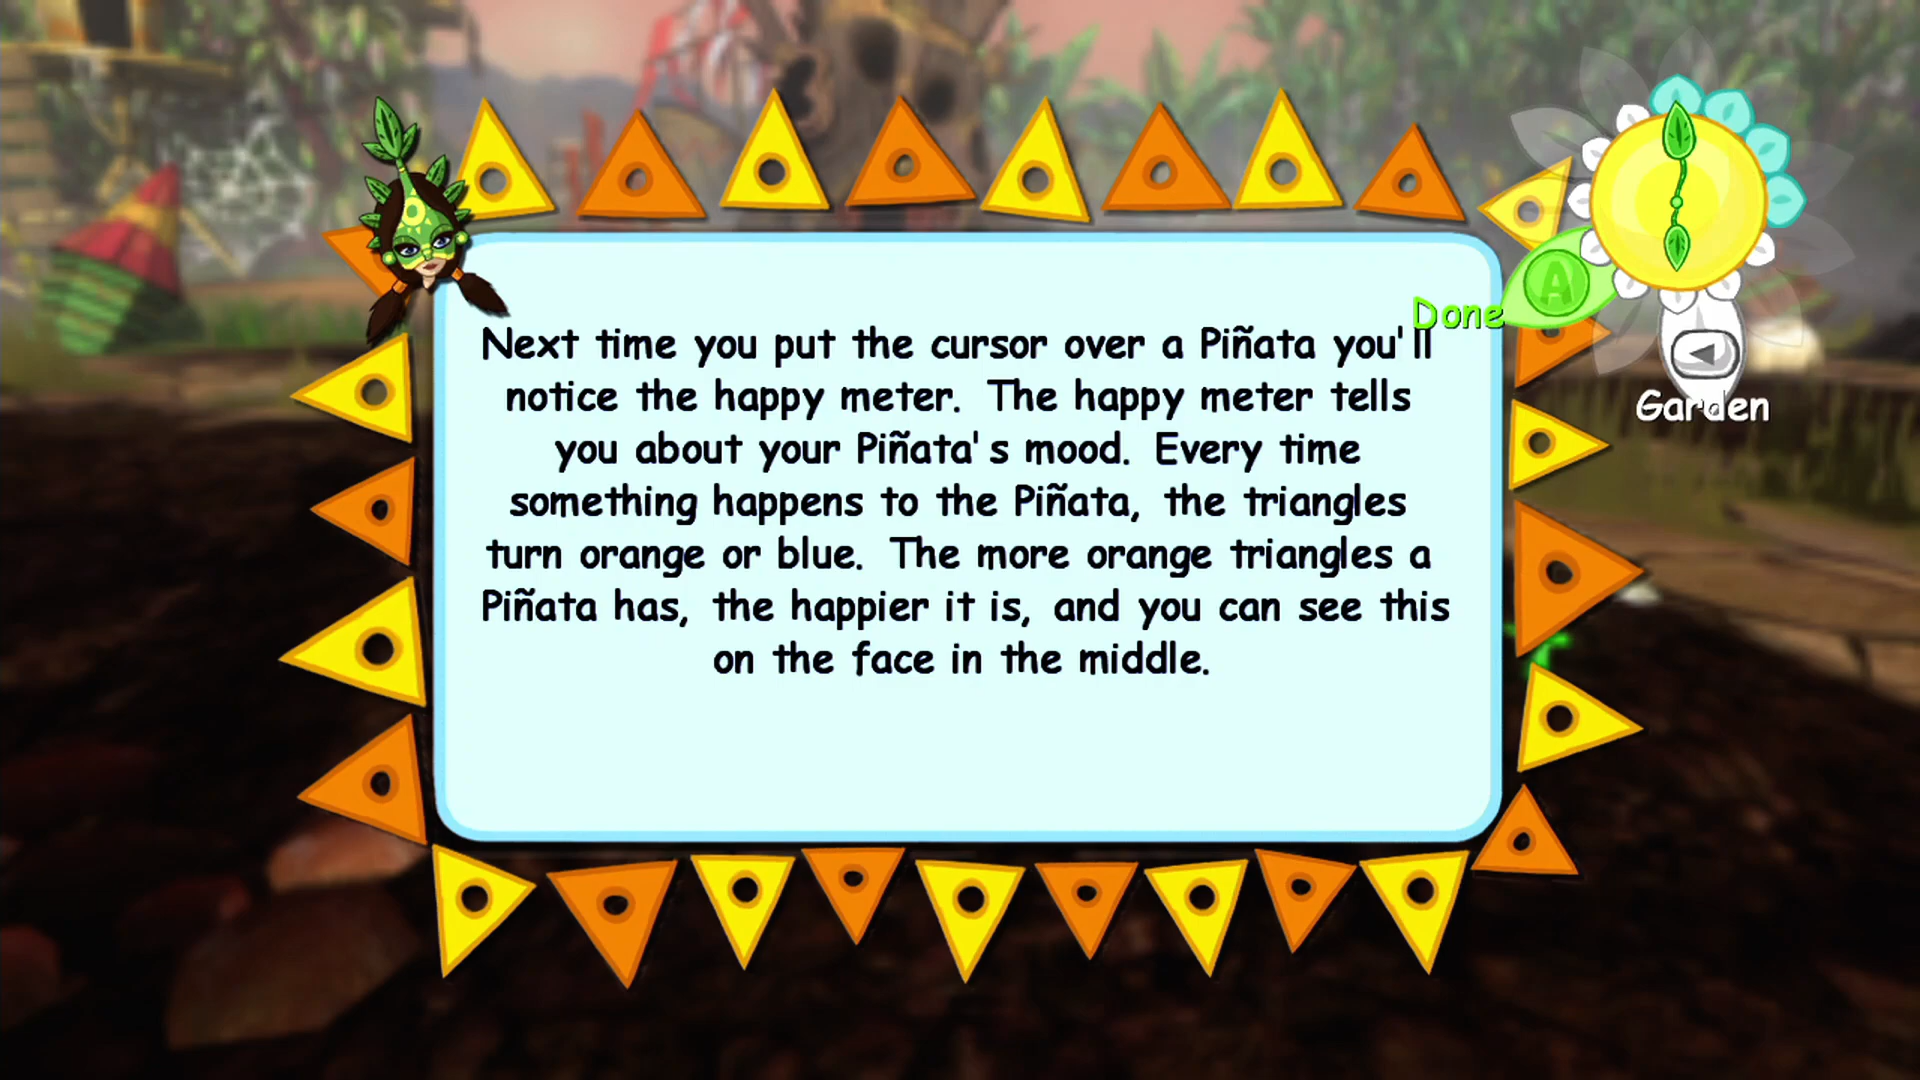 Next time you put the cursor over a Piñata you'll
notice the happy meter. The happy meter tells
you about your Piñata's mood. Every time
something happens to the Piñata, the triangles
turn orange or blue. The more orange triangles a
Piñata has, the happier it is, and you can see this
on the face in the middle.
Done
A
Garden